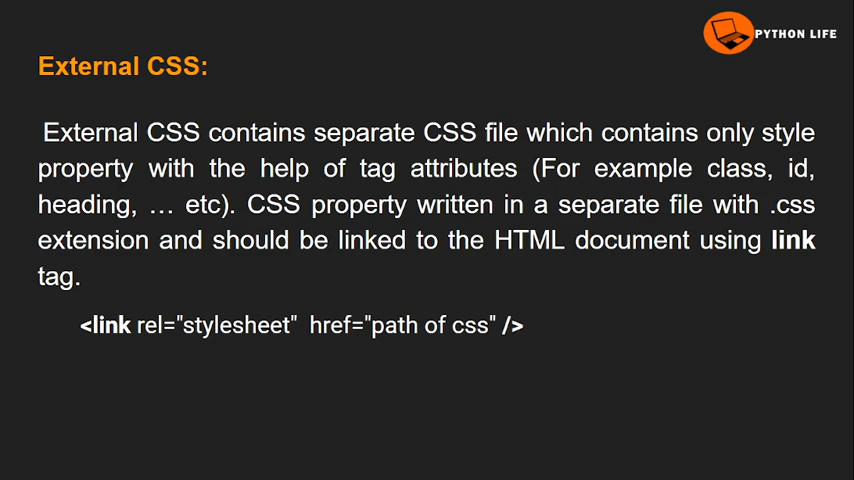 PYTHON LIFE
External CSS:
External CSS contains separate CSS file which contains only style
property with the help of tag attributes (For example class, id,
heading, … etc). CSS property written in a separate file with .css
extension and should be linked to the HTML document using link
tag.
<link rel="stylesheet"  href="path of css" />